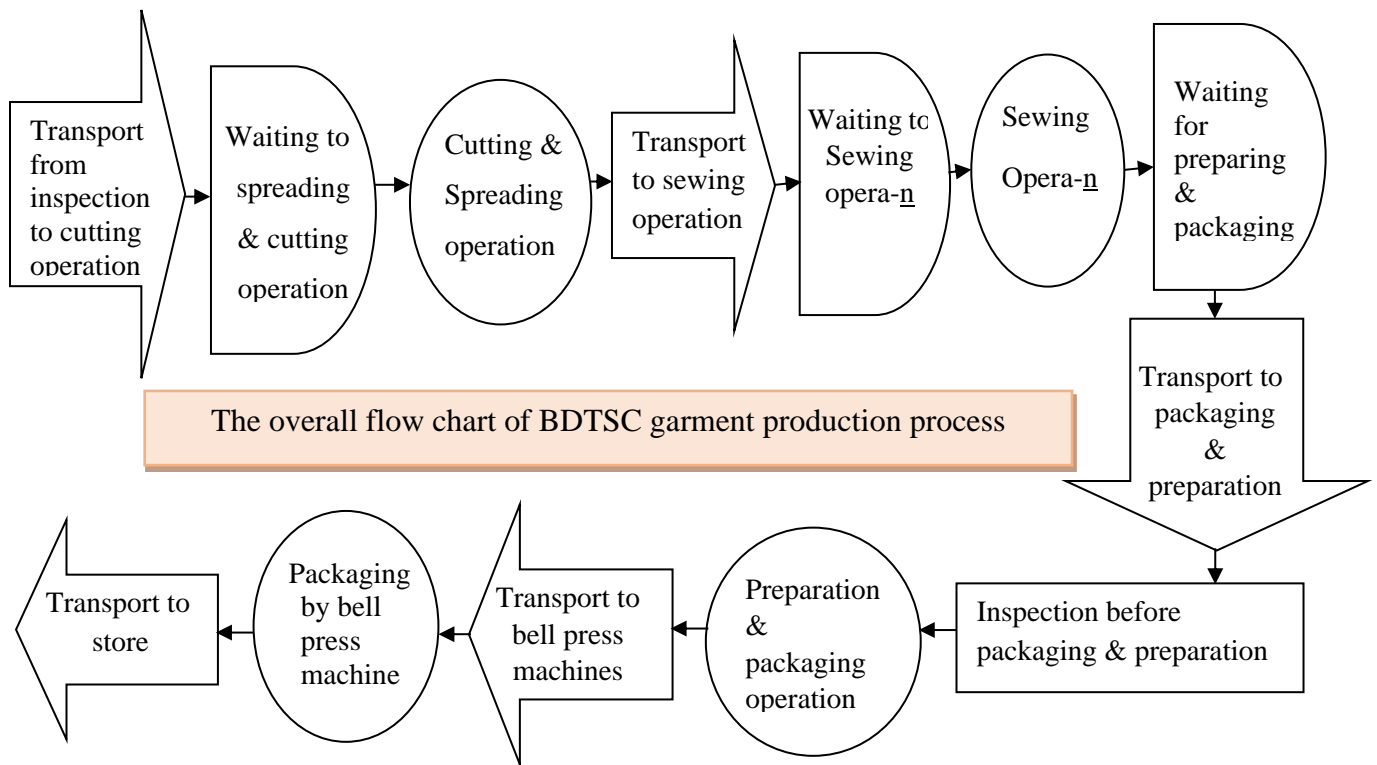 Transport
from
inspection
to cutting
operation
Waiting to
spreading
& cutting
operation
Cutting &
Spreading
operation
Transport
to sewing
operation
Waiting to
Sewing
opera-n
Sewing
Opera-n
Waiting
for
preparing
&
packaging
Transport to
packaging
&
preparation
The overall flow chart of BDTSC garment production process
Inspection before
packaging & preparation
Preparation
&
packaging
operation
Transport to
bell press
machines
Packaging
by bell
press
machine
Transport to
store